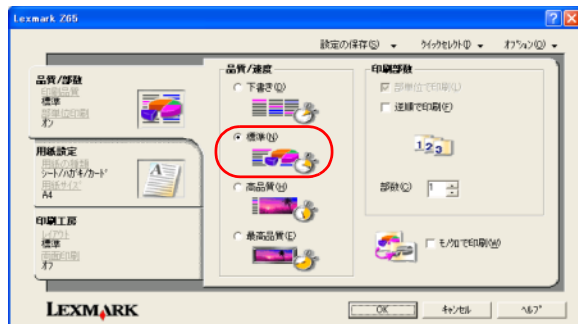 Lexmark Z65
設定の保存(S)
クイックセレクト(I)
オプション(O)
品質/部数
印刷品質
標準
部単位印刷
オン
用紙設定
用紙の種類
シート/ハガキ/カード
用紙サイズ
A4
印刷工房
レイアウト
標準
両面印刷
オフ
品質/速度
下書き(Q)
標準(N)
高品質(H)
最高品質(E)
印刷部数
部単位で印刷(L)
逆順で印刷(F)
1 2 3
部数(C)
1
モノクロで印刷(W)
LEXMARK
OK
キャンセル
ヘルプ